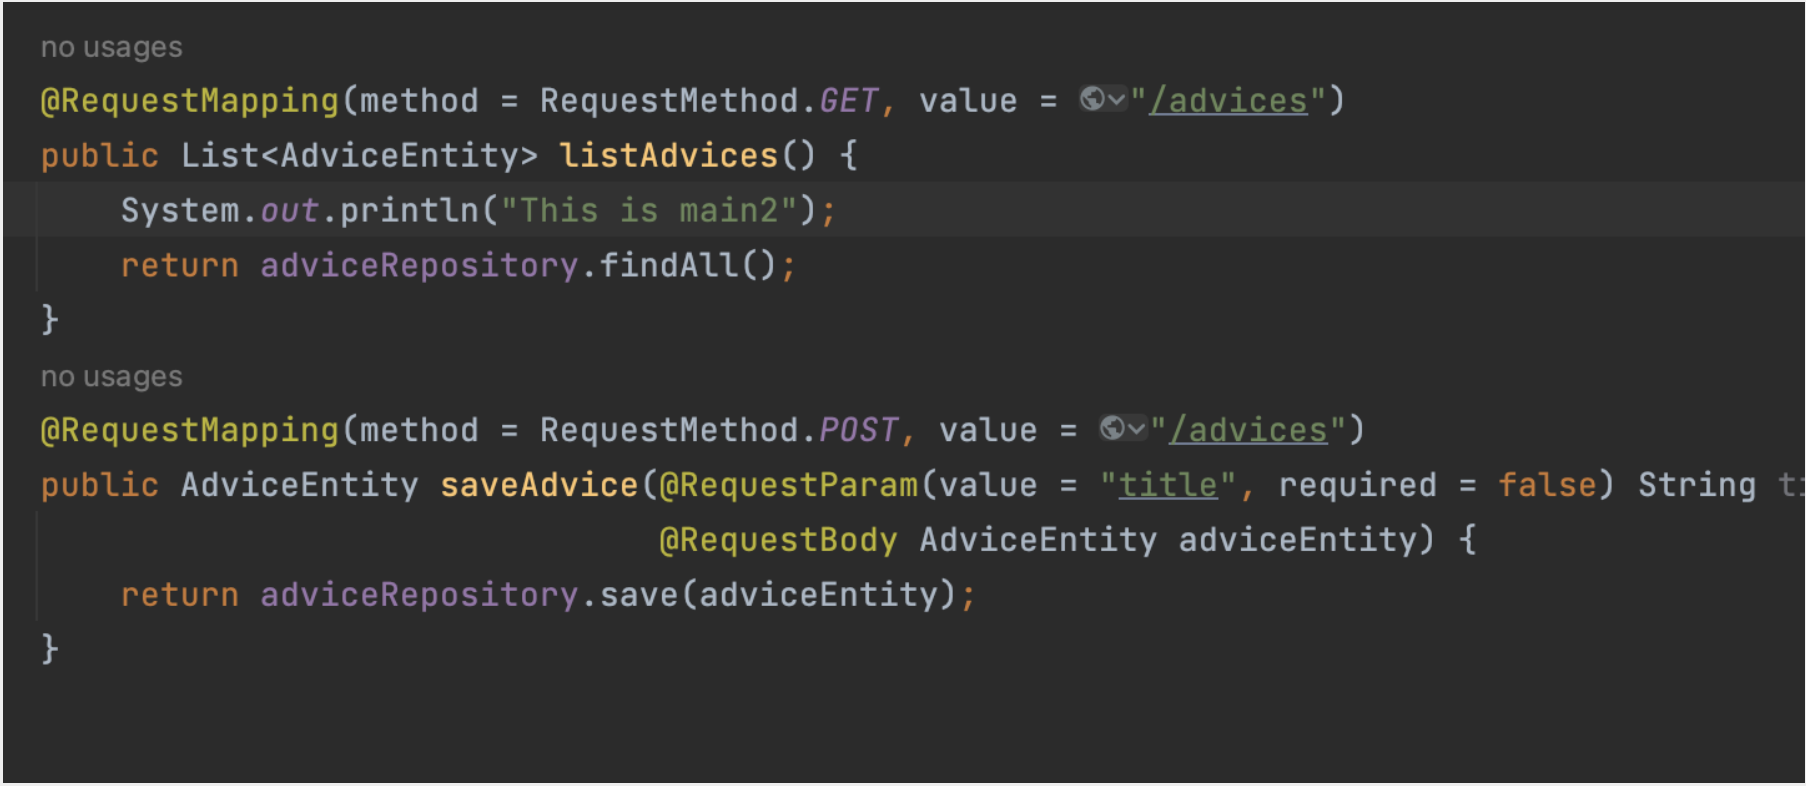 no usages
@RequestMapping(method = RequestMethod.GET, value = "/advices")
public List<AdviceEntity> listAdvices() {
System.out.println("This is main2");
return adviceRepository.findAll();
}
no usages
@RequestMapping(method = RequestMethod.POST, value = "/advices")
public AdviceEntity saveAdvice(@RequestParam(value = "title", required = false) String
@RequestBody AdviceEntity adviceEntity) {
return adviceRepository.save(adviceEntity);
}